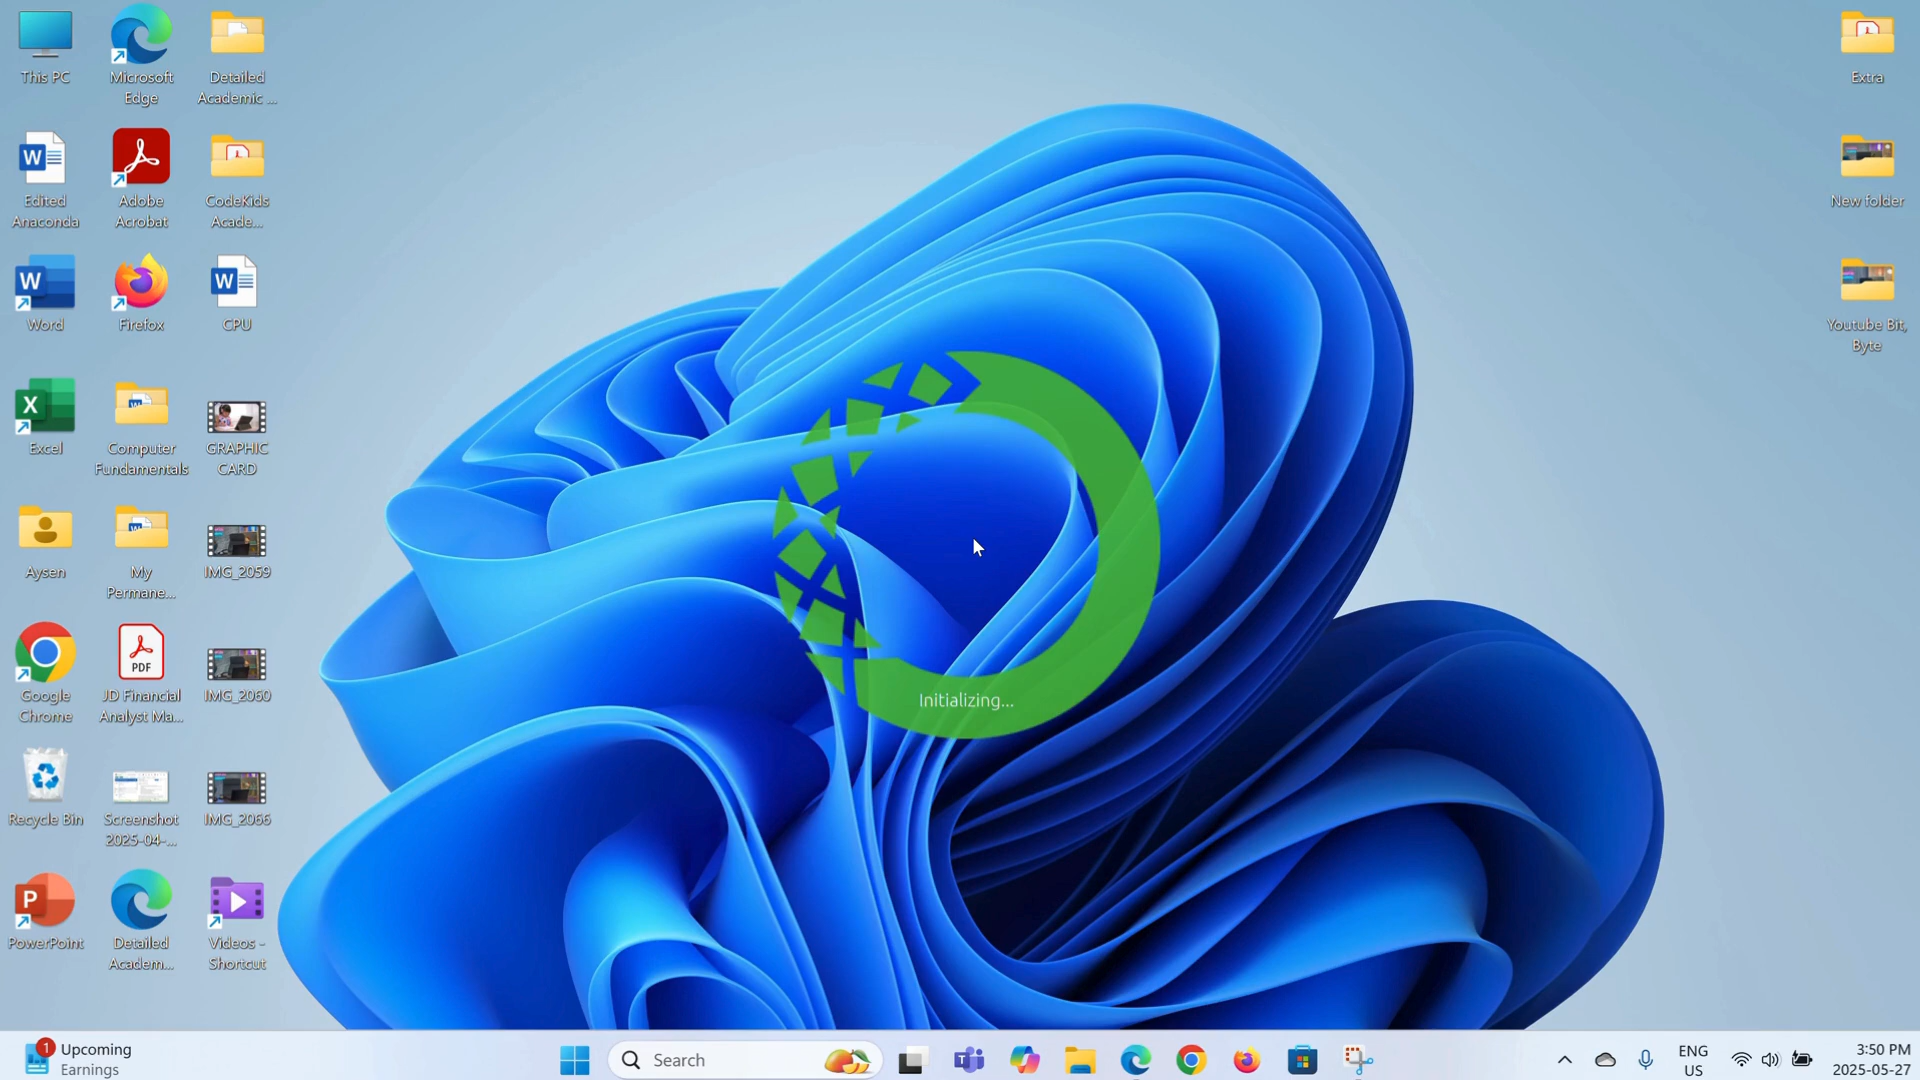 This PC
Microsoft
Edge
Detailed
Academic ...
Edited
Anaconda
Adobe
Acrobat
CodeKids
Acade...
Word
Firefox
CPU
Excel
Computer
Fundamentals
GRAPHIC
CARD
Aysen
My
Permane...
IMG_2059
Google
Chrome
PDF
JD Financial
Analyst Ma...
IMG_2060
Recycle Bin
Screenshot
2025-04-...
IMG_2066
PowerPoint
Detailed
Academ...
Videos -
Shortcut
Extra
New folder
Youtube Bit,
Byte
Initializing...
1
Upcoming
Earnings
Search
ENG
US
3:50 PM
2025-05-27